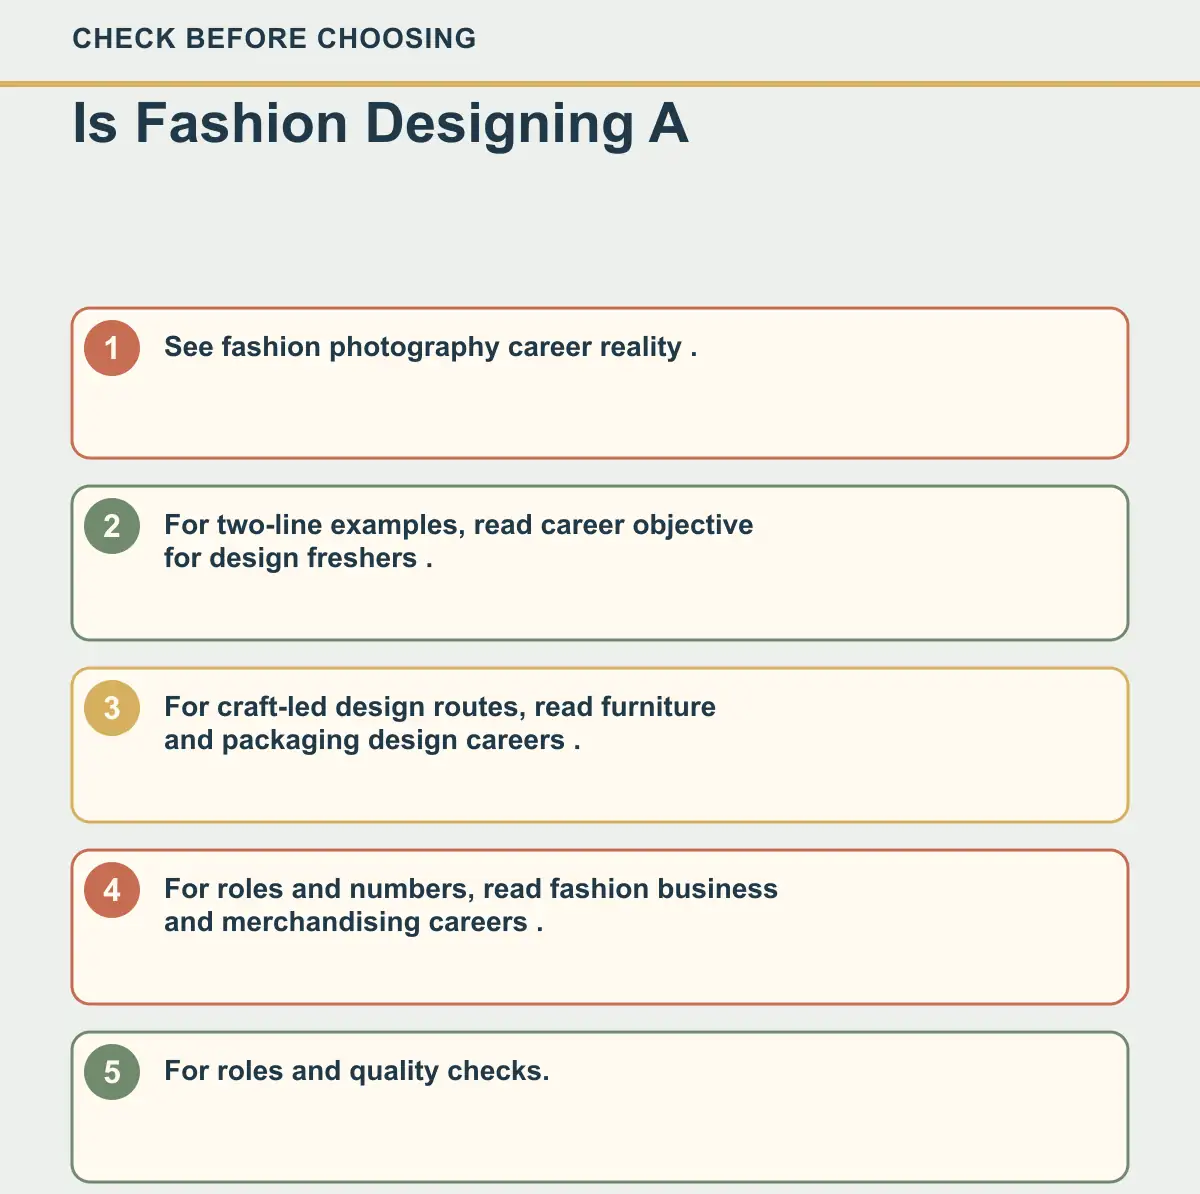 CHECK BEFORE CHOOSING
Is Fashion Designing A
1
See fashion photography career reality .
2
For two-line examples, read career objective
for design freshers .
3
For craft-led design routes, read furniture
and packaging design careers .
4
For roles and numbers, read fashion business
and merchandising careers .
5
For roles and quality checks.